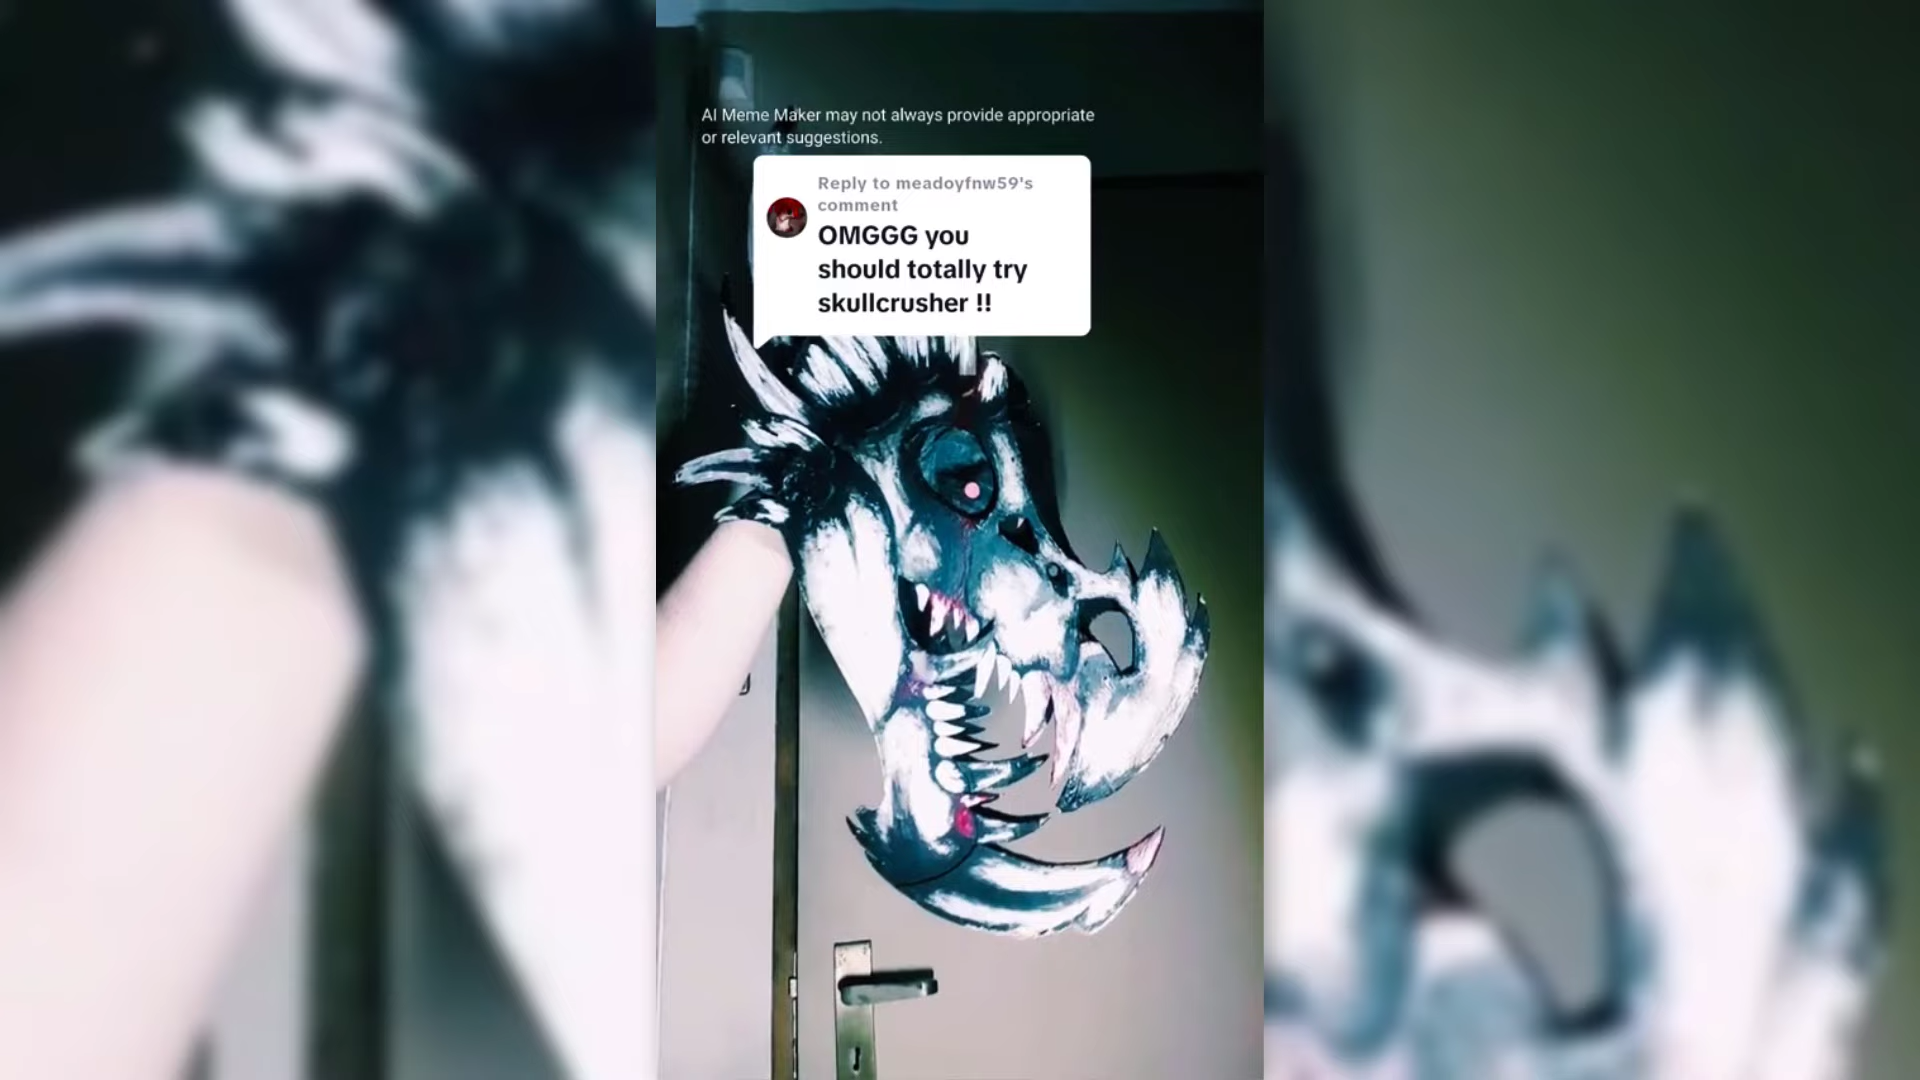 AI Meme Maker may not always provide appropriate
or relevant suggestions.
Reply to meadoyfnw59's
comment
OMGGG you
should totally try
skullcrusher !!